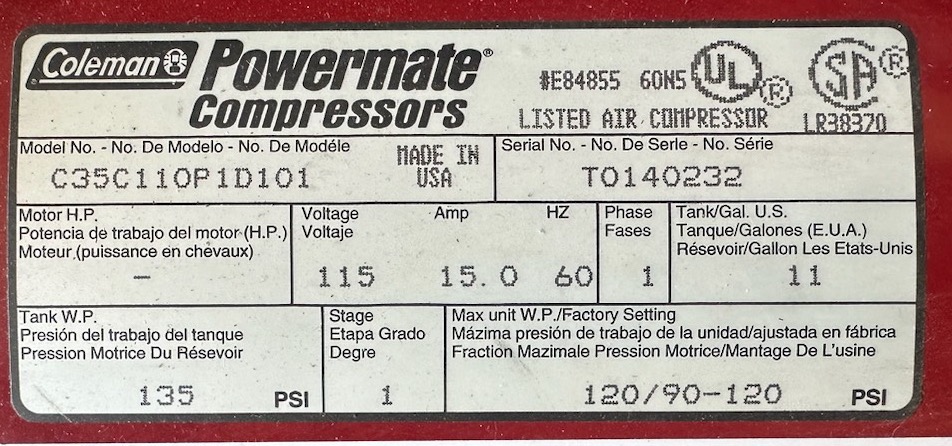 Coleman Powermate® Compressors
#E84855 60N5 UL ®
LISTED AIR COMPRESSOR
SA ®
LR38370
Model No. - No. De Modelo - No. De Modéle
C35C110P1D101
MADE IN
USA
Serial No. - No. De Serle - No. Série
T0140232
Motor H.P.
Potencia de trabajo del motor (H.P.)
Moteur (puissance en chevaux)
–
Voltage Amp HZ
Voltaje
115 15.0 60
Phase
Fases
1
Tank/Gal. U.S.
Tanque/Galones (E.U.A.)
Résevoir/Gallon Les Etats-Unis
11
Tank W.P.
Presión del trabajo del tanque
Pression Motrice Du Résevoir
135 PSI
Stage
Etapa Grado
Degre
1
Max unit W.P./Factory Setting
Mázima presión de trabajo de la unidad/ajustada en fábrica
Fraction Mazimale Pression Motrice/Mantage De L'usine
120/90-120 PSI